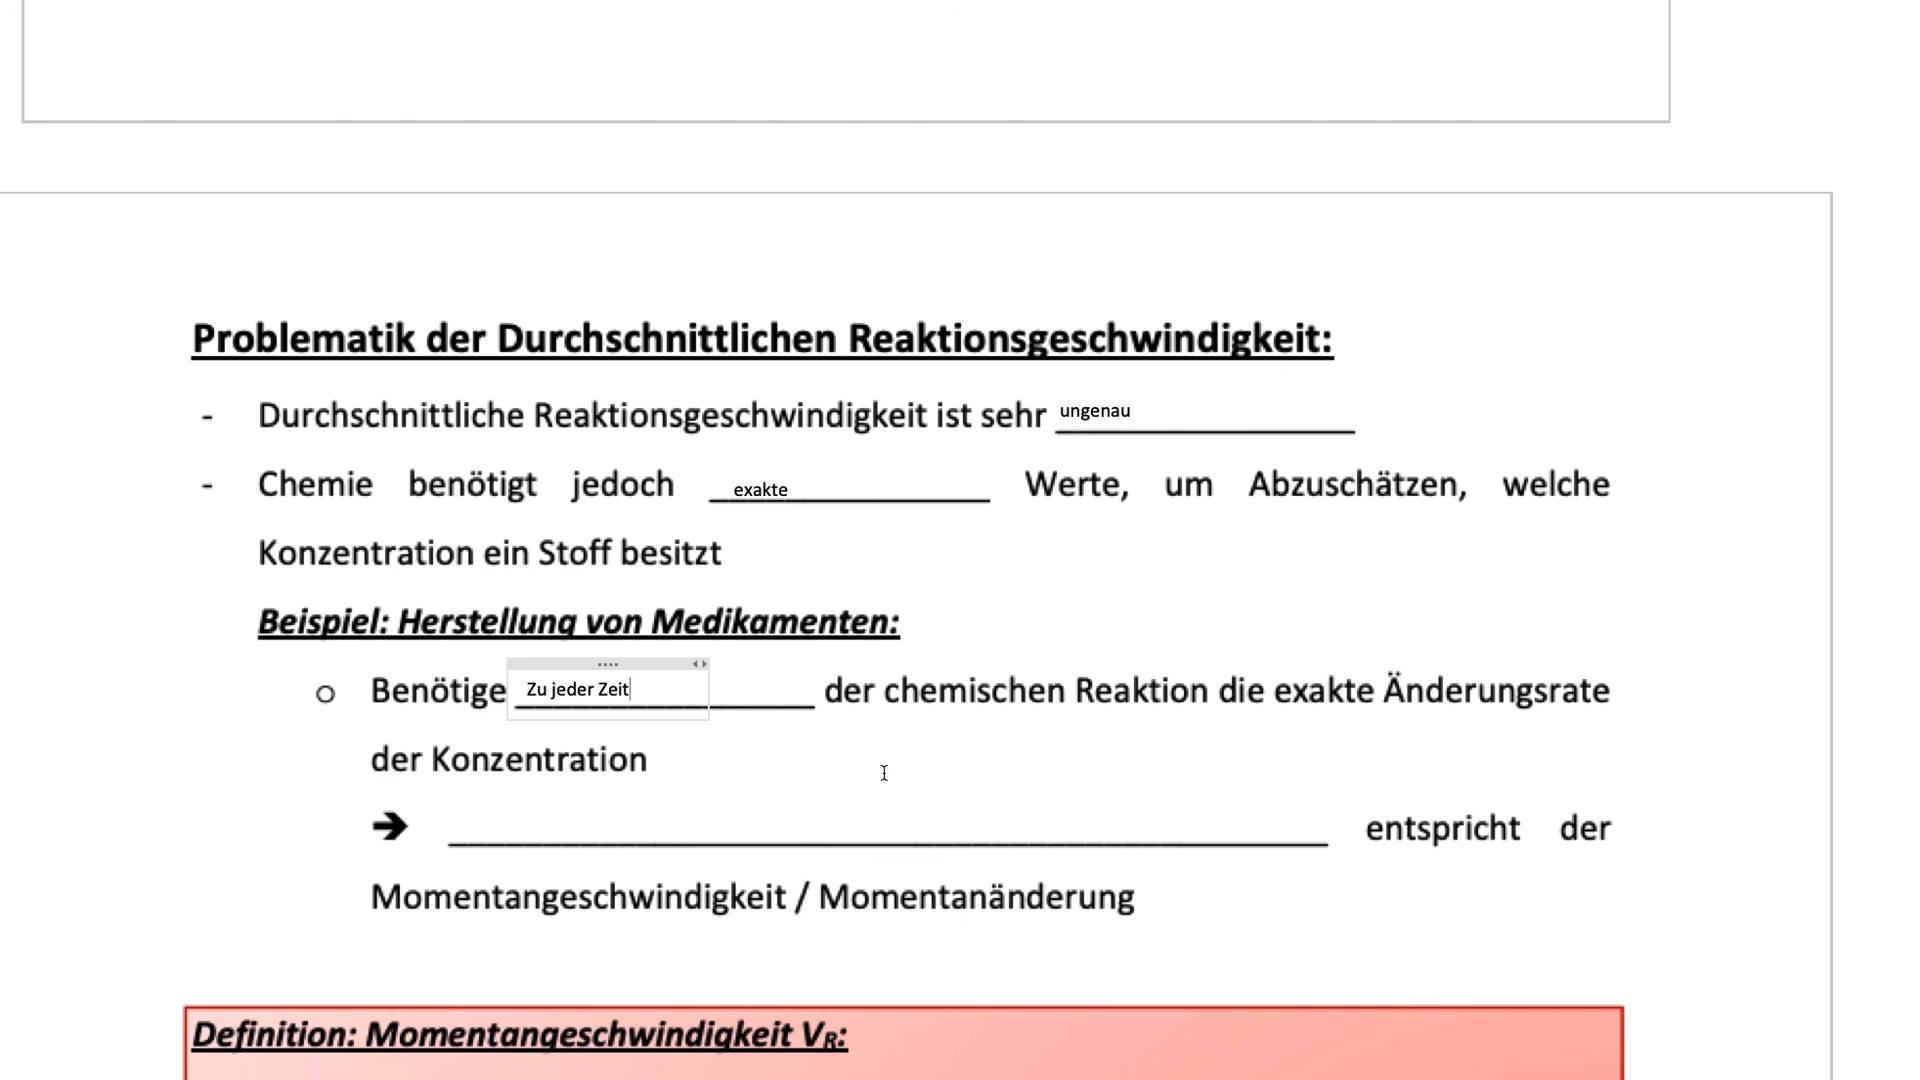 Problematik der Durchschnittlichen Reaktionsgeschwindigkeit:
- Durchschnittliche Reaktionsgeschwindigkeit ist sehr ungenau
- Chemie benötigt jedoch exakte Werte, um Abzuschätzen, welche
Konzentration ein Stoff besitzt
Beispiel: Herstellung von Medikamenten:
o Benötige Zu jeder Zeit der chemischen Reaktion die exakte Änderungsrate
der Konzentration
➔ ________________ entspricht der
Momentangeschwindigkeit / Momentanänderung
Definition: Momentangeschwindigkeit VR: